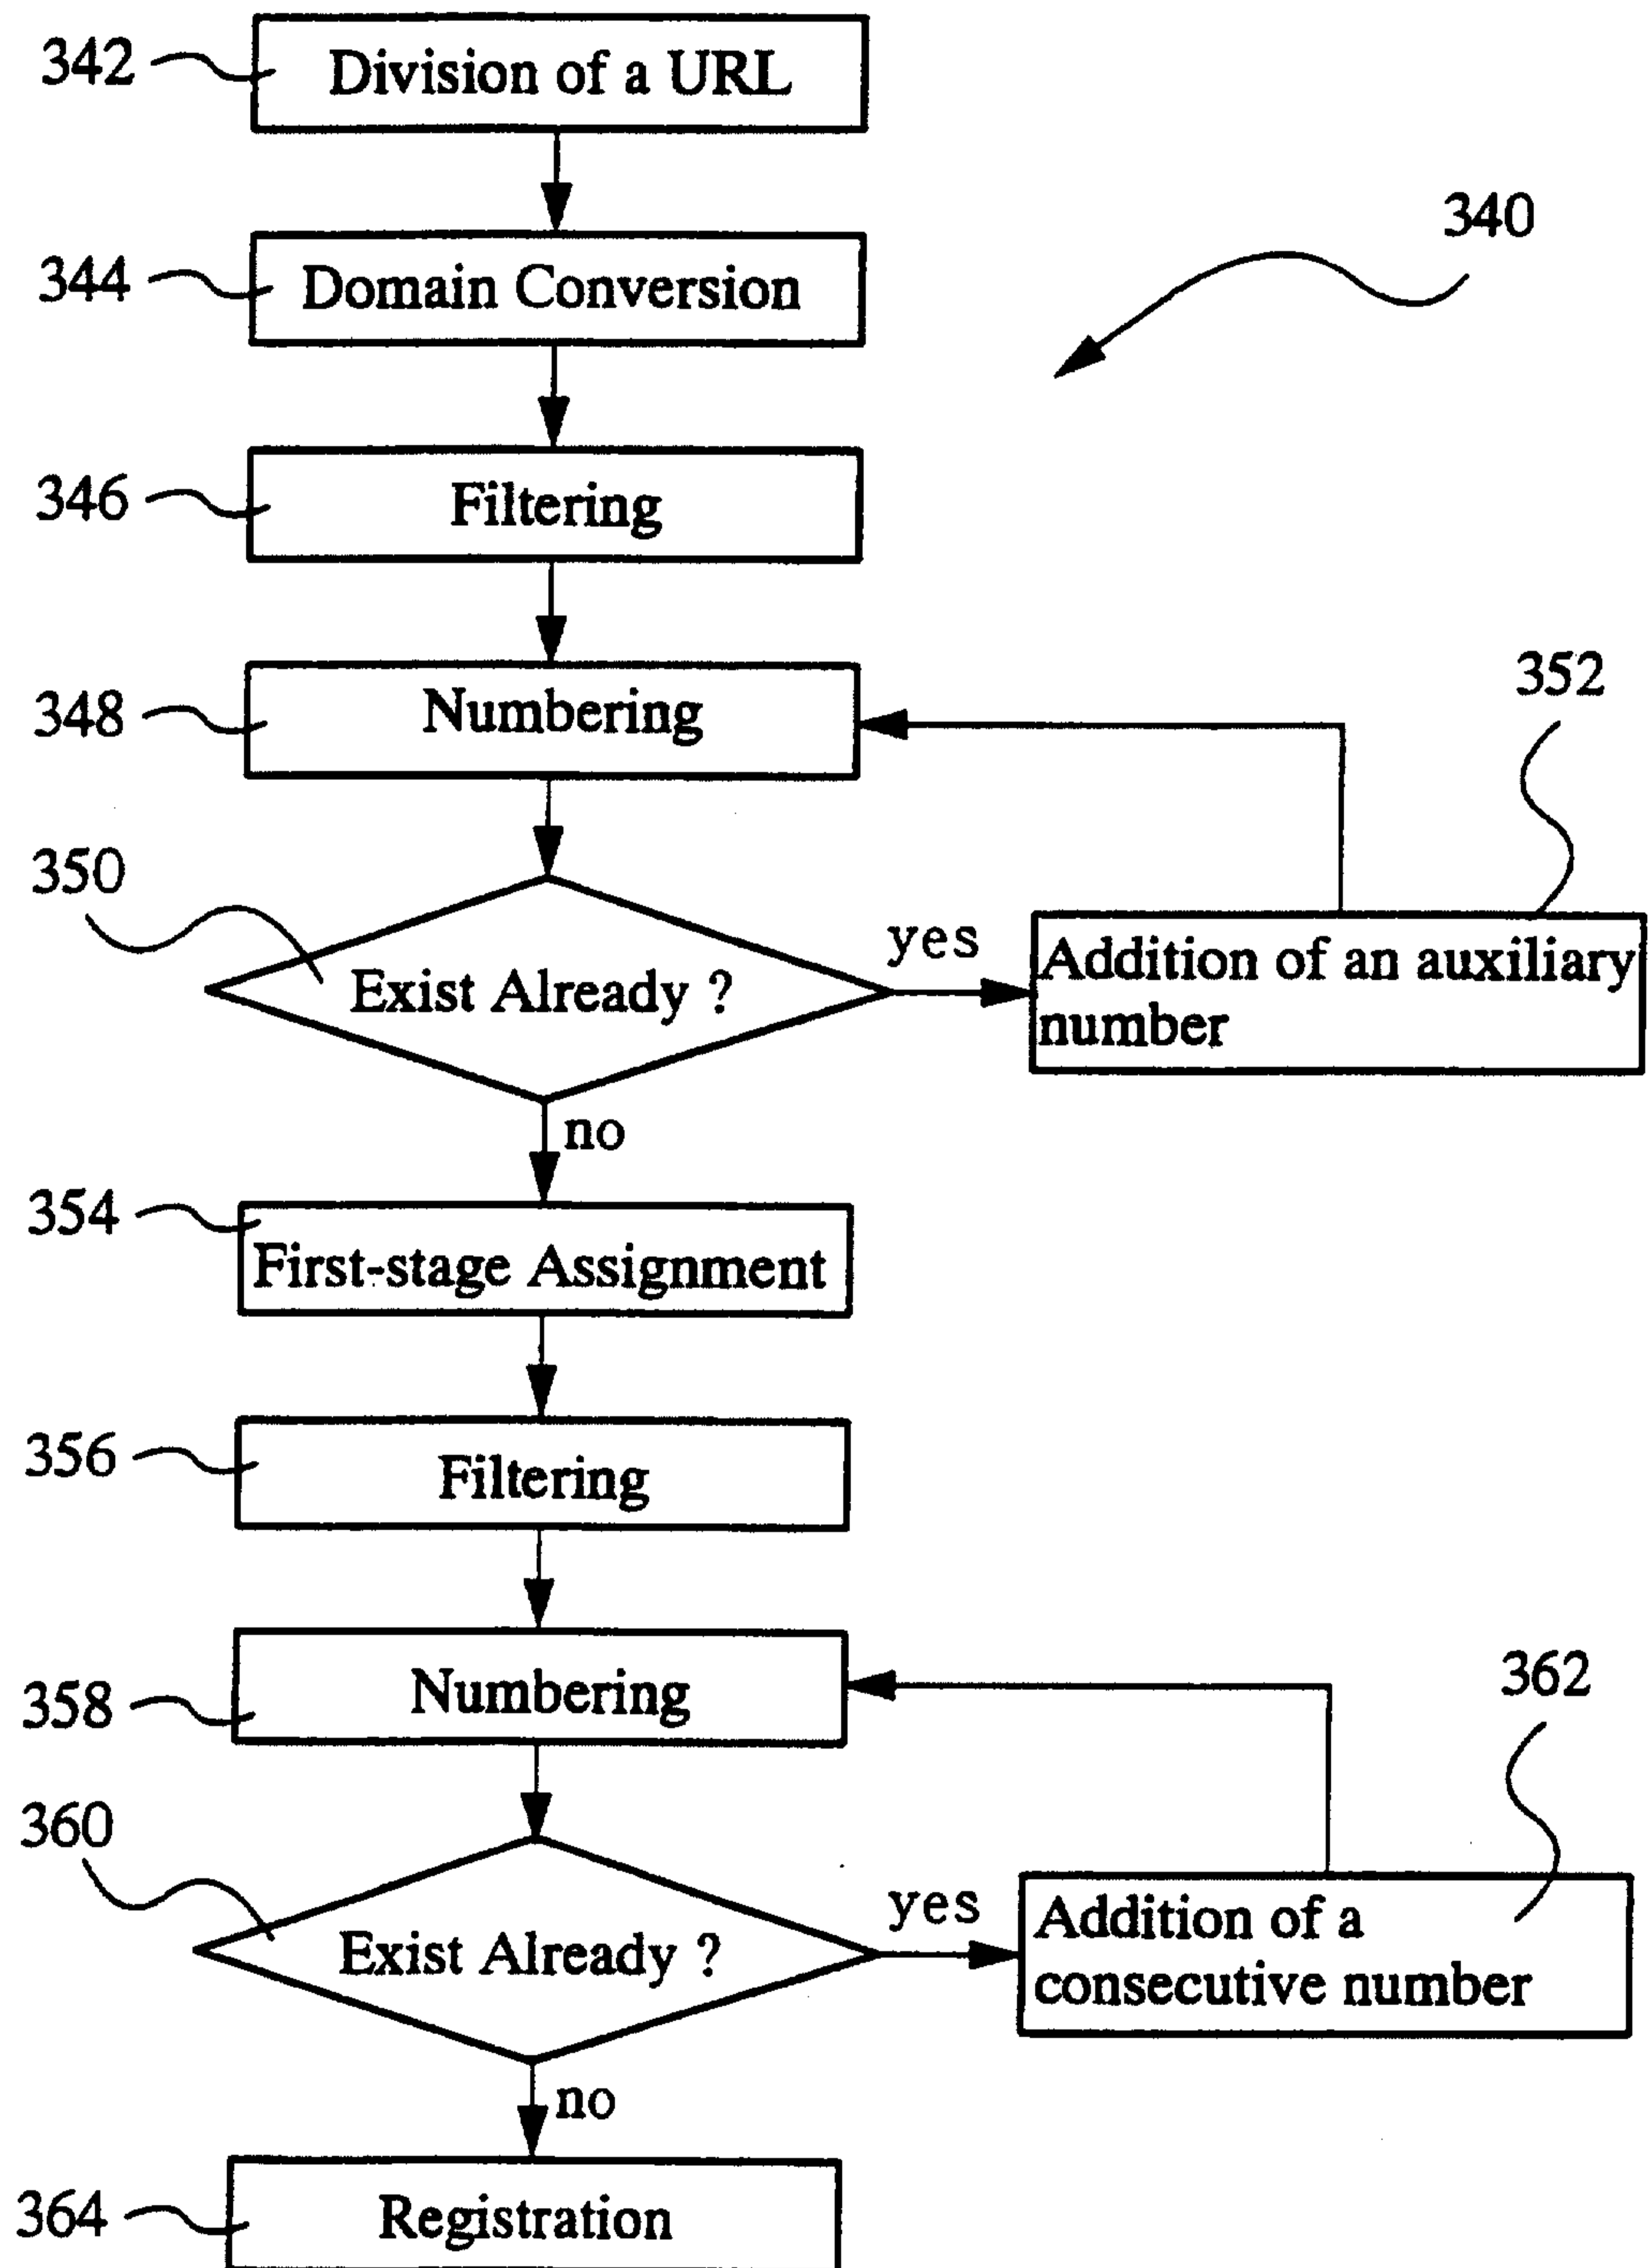 342
Division of a URL
344
Domain Conversion
340
346
Filtering
348
Numbering
352
350
Exist Already ?
yes
Addition of an auxiliary
number
no
354
First-stage Assignment
356
Filtering
358
Numbering
362
360
Exist Already ?
yes
Addition of a
consecutive number
no
364
Registration